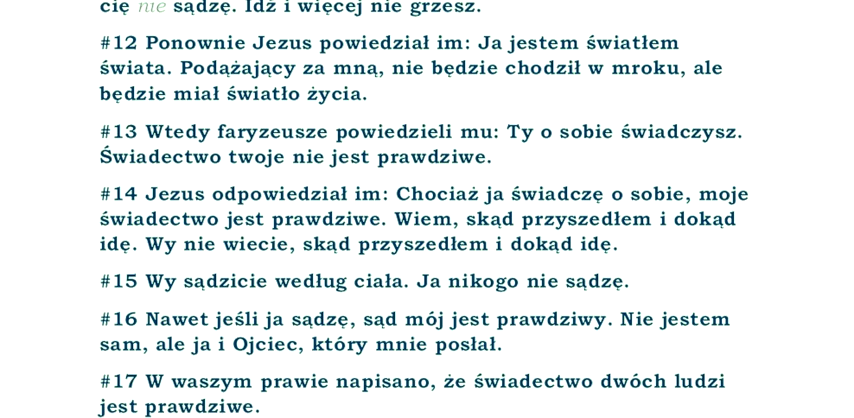 cię nie sądzę. Idź i więcej nie grzesz.
#12 Ponownie Jezus powiedział im: Ja jestem światłem
świata. Podążający za mną, nie będzie chodził w mroku, ale
będzie miał światło życia.
#13 Wtedy faryzeusze powiedzieli mu: Ty o sobie świadczysz.
Świadectwo twoje nie jest prawdziwe.
#14 Jezus odpowiedział im: Chociaż ja świadczę o sobie, moje
świadectwo jest prawdziwe. Wiem, skąd przyszedłem i dokąd
idę. Wy nie wiecie, skąd przyszedłem i dokąd idę.
#15 Wy sądzicie według ciała. Ja nikogo nie sądzę.
#16 Nawet jeśli ja sądzę, sąd mój jest prawdziwy. Nie jestem
sam, ale ja i Ojciec, który mnie posłał.
#17 W waszym prawie napisano, że świadectwo dwóch ludzi
jest prawdziwe.